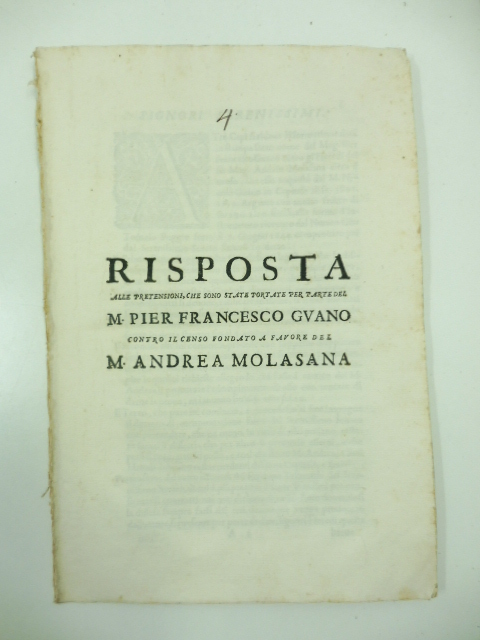 4
RISPOSTA
ALLE PRETENSIONI, CHE SONO STATE PORTATE PER PARTE DEL
M. PIER FRANCESCO GVANO
CONTRO IL CENSO FONDATO A FAVORE DEL
M. ANDREA MOLASANA